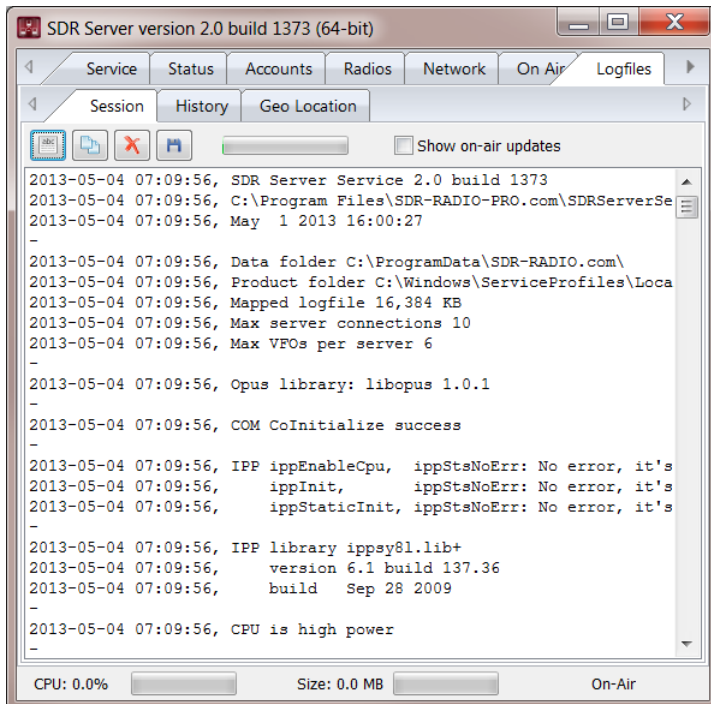 SDR Server version 2.0 build 1373 (64-bit)
Service Status Accounts Radios Network On Air Logfiles
Session History Geo Location
abc Show on-air updates
2013-05-04 07:09:56, SDR Server Service 2.0 build 1373
2013-05-04 07:09:56, C:\Program Files\SDR-RADIO-PRO.com\SDRServerSe
2013-05-04 07:09:56, May  1 2013 16:00:27
-
2013-05-04 07:09:56, Data folder C:\ProgramData\SDR-RADIO.com\
2013-05-04 07:09:56, Product folder C:\Windows\ServiceProfiles\Loca
2013-05-04 07:09:56, Mapped logfile 16,384 KB
2013-05-04 07:09:56, Max server connections 10
2013-05-04 07:09:56, Max VFOs per server 6
-
2013-05-04 07:09:56, Opus library: libopus 1.0.1
-
2013-05-04 07:09:56, COM CoInitialize success
-
2013-05-04 07:09:56, IPP ippEnableCpu,  ippStsNoErr: No error, it's
2013-05-04 07:09:56,     ippInit,       ippStsNoErr: No error, it's
2013-05-04 07:09:56,     ippStaticInit, ippStsNoErr: No error, it's
-
2013-05-04 07:09:56, IPP library ippsy8l.lib+
2013-05-04 07:09:56,     version 6.1 build 137.36
2013-05-04 07:09:56,     build   Sep 28 2009
-
2013-05-04 07:09:56, CPU is high power
-
CPU: 0.0% Size: 0.0 MB On-Air